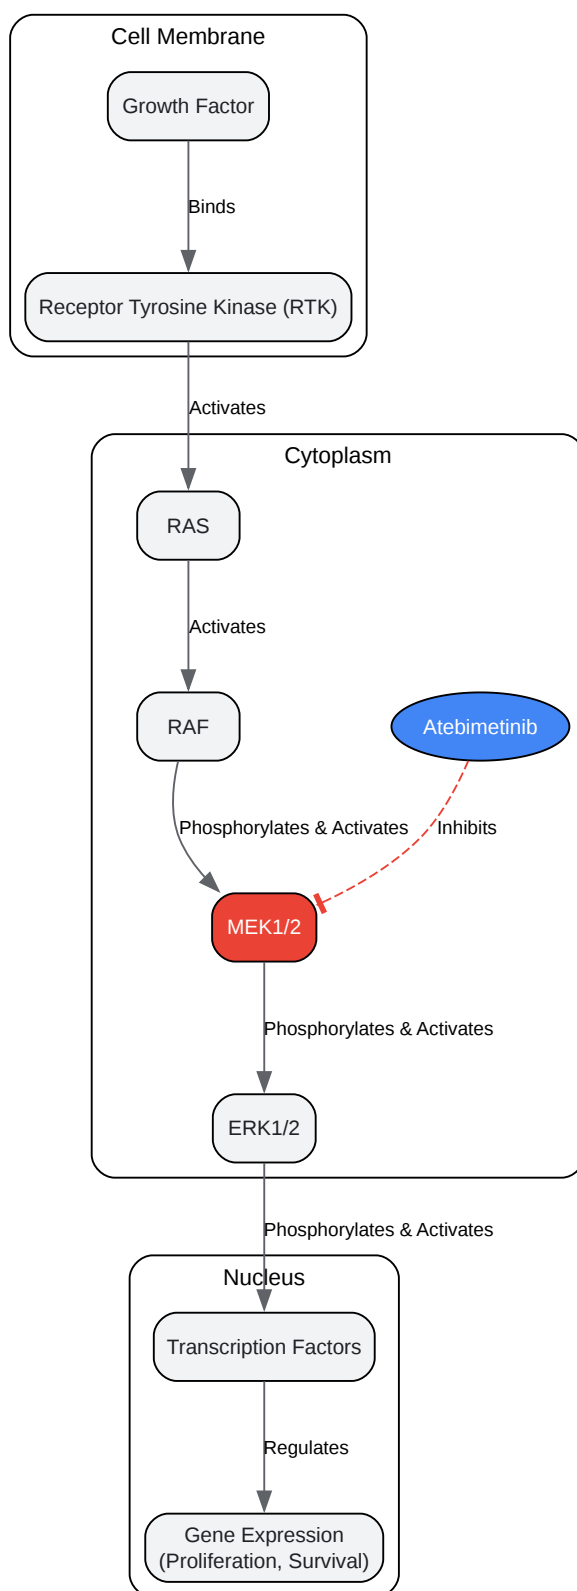 Cell Membrane
Growth Factor
Binds
Receptor Tyrosine Kinase (RTK)
Activates
Cytoplasm
RAS
Activates
RAF
Atebimetinib
Phosphorylates & Activates
Inhibits
MEK1/2
Phosphorylates & Activates
ERK1/2
Phosphorylates & Activates
Nucleus
Transcription Factors
Regulates
Gene Expression
(Proliferation, Survival)